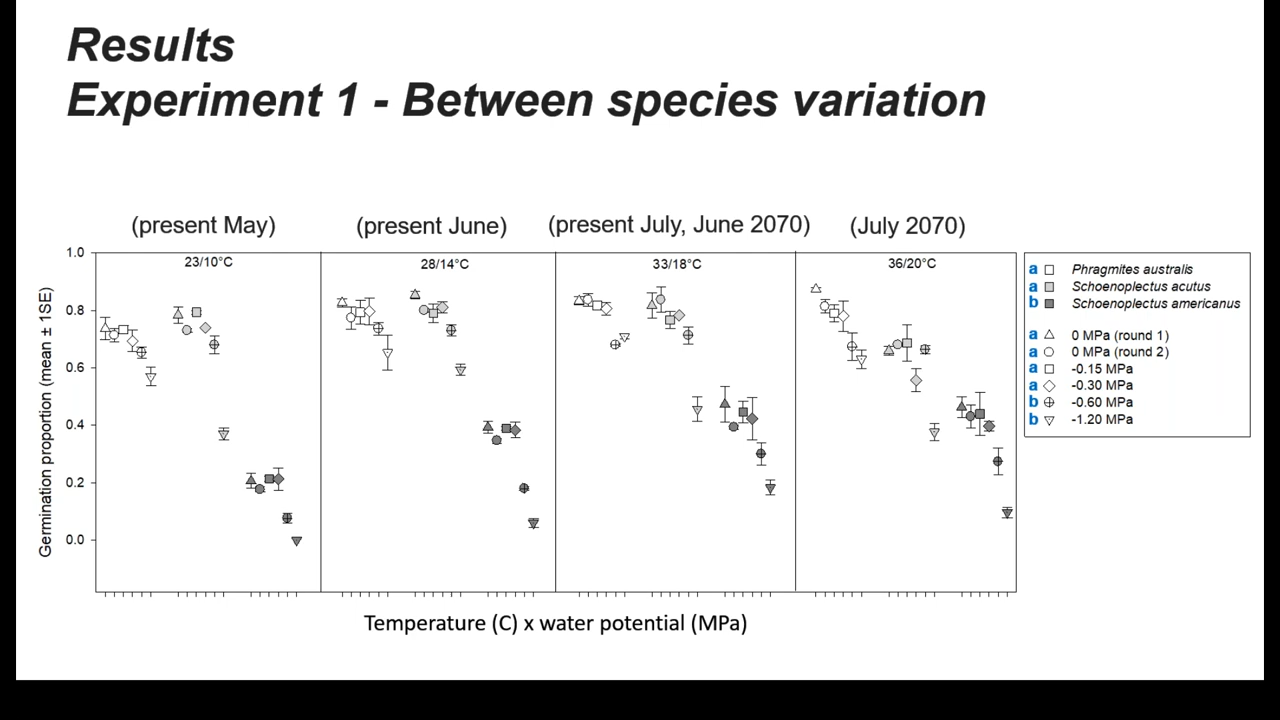 Results
Experiment 1 - Between species variation
(present May)
(present June)
(present July, June 2070)
(July 2070)
23/10°C
28/14°C
33/18°C
36/20°C
Germination proportion (mean ± 1SE)
1.0
0.8
0.6
0.4
0.2
0.0
a Phragmites australis
a Schoenoplectus acutus
b Schoenoplectus americanus
a 0 MPa (round 1)
a 0 MPa (round 2)
a -0.15 MPa
a -0.30 MPa
b -0.60 MPa
b -1.20 MPa
Temperature (C) x water potential (MPa)